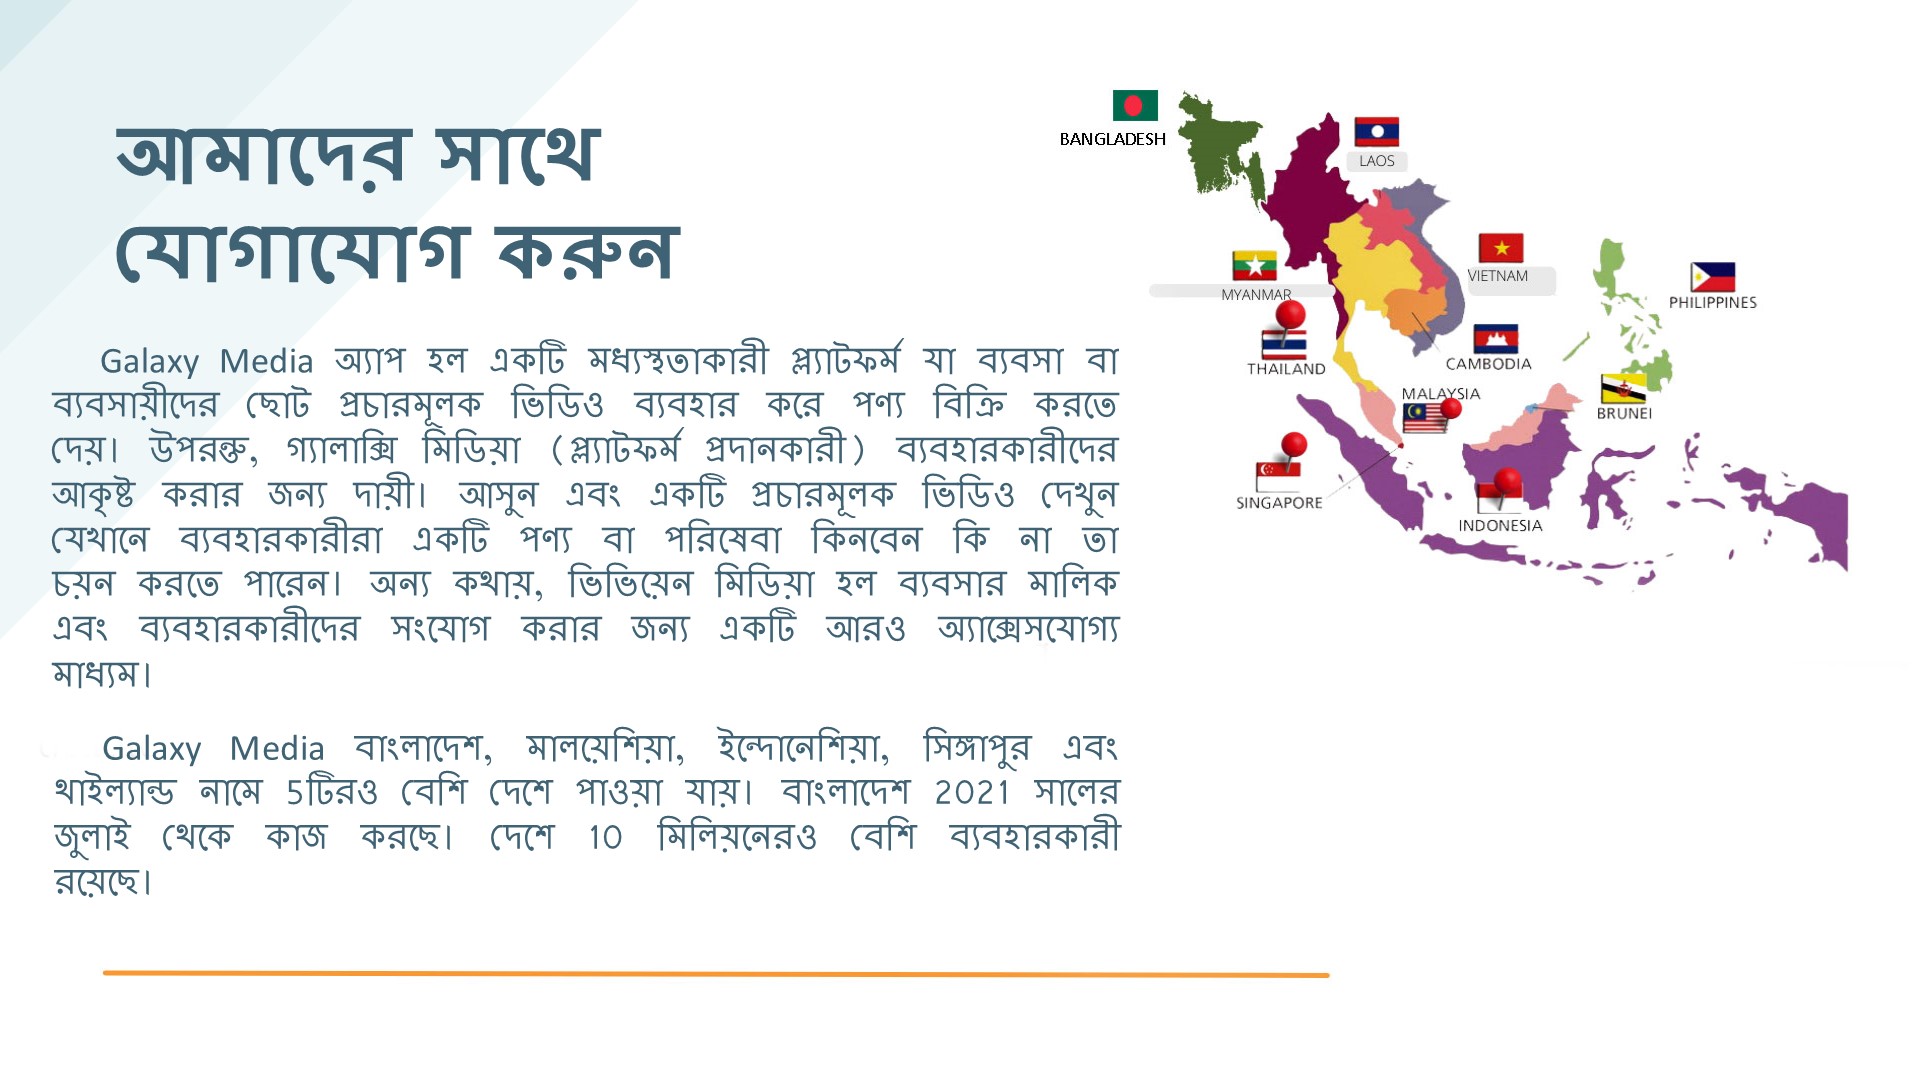 আমাদের সাথে
যোগাযোগ করুন
Galaxy Media অ্যাপ হল একটি মধ্যস্থতাকারী প্ল্যাটফর্ম যা ব্যবসা বা
ব্যবসায়ীদের ছোট প্রচারমূলক ভিডিও ব্যবহার করে পণ্য বিক্রি করতে
দেয়। উপরন্তু, গ্যালাক্সি মিডিয়া (প্ল্যাটফর্ম প্রদানকারী) ব্যবহারকারীদের
আকৃষ্ট করার জন্য দায়ী। আসুন এবং একটি প্রচারমূলক ভিডিও দেখুন
যেখানে ব্যবহারকারীরা একটি পণ্য বা পরিষেবা কিনবেন কি না তা
চয়ন করতে পারেন। অন্য কথায়, ভিভিয়েন মিডিয়া হল ব্যবসার মালিক
এবং ব্যবহারকারীদের সংযোগ করার জন্য একটি আরও অ্যাক্সেসযোগ্য
মাধ্যম।
Galaxy Media বাংলাদেশ, মালয়েশিয়া, ইন্দোনেশিয়া, সিঙ্গাপুর এবং
থাইল্যান্ড নামে 5টিরও বেশি দেশে পাওয়া যায়। বাংলাদেশ 2021 সালের
জুলাই থেকে কাজ করছে। দেশে 10 মিলিয়নেরও বেশি ব্যবহারকারী
রয়েছে।
BANGLADESH
LAOS
VIETNAM
MYANMAR
PHILIPPINES
THAILAND
CAMBODIA
MALAYSIA
BRUNEI
SINGAPORE
INDONESIA